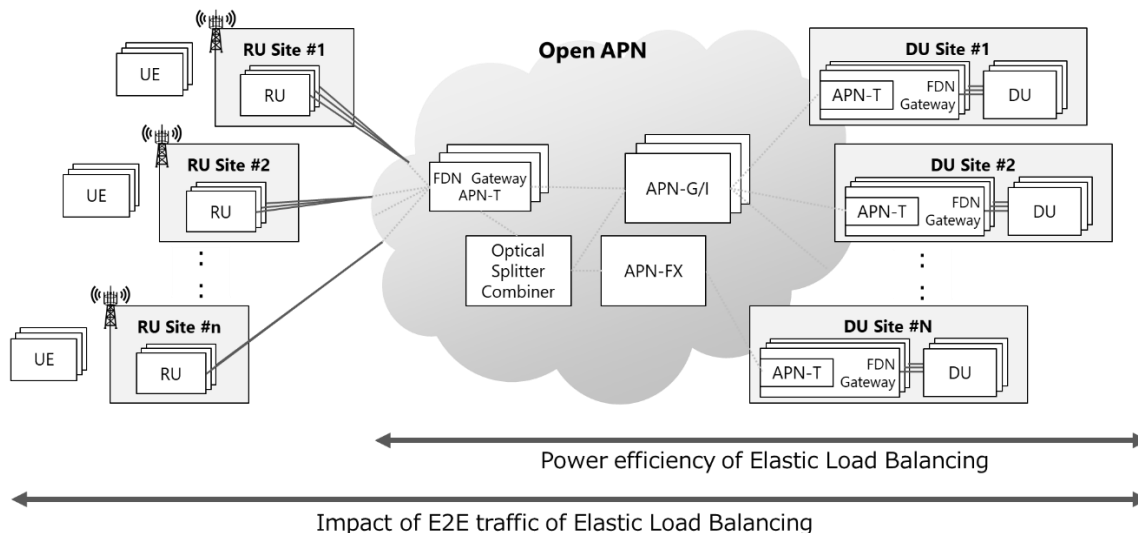 RU Site #1
UE
RU
RU Site #2
UE
RU
⋮ ⋮
RU Site #n
UE
RU
Open APN
FDN Gateway
APN-T
APN-G/I
Optical
Splitter
Combiner
APN-FX
DU Site #1
APN-T
FDN
Gateway
DU
DU Site #2
APN-T
FDN
Gateway
DU
⋮ ⋮
DU Site #N
APN-T
FDN
Gateway
DU
Power efficiency of Elastic Load Balancing
Impact of E2E traffic of Elastic Load Balancing